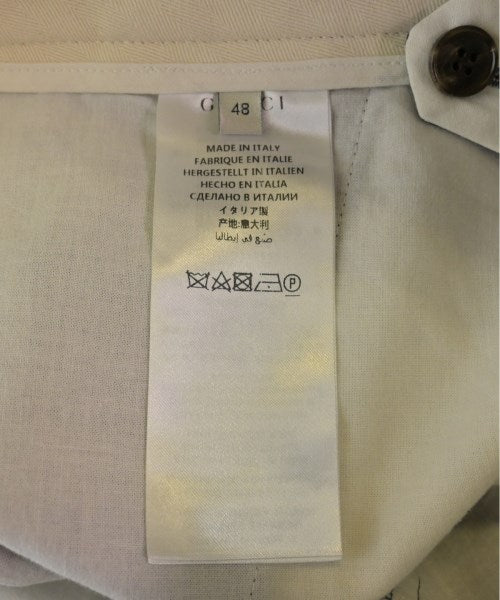 G CI
48
MADE IN ITALY
FABRIQUE EN ITALIE
HERGESTELLT IN ITALIEN
HECHO EN ITALIA
СДЕЛАНО В ИТАЛИИ
イタリア製
产地:意大利
صنع في إيطاليا
P